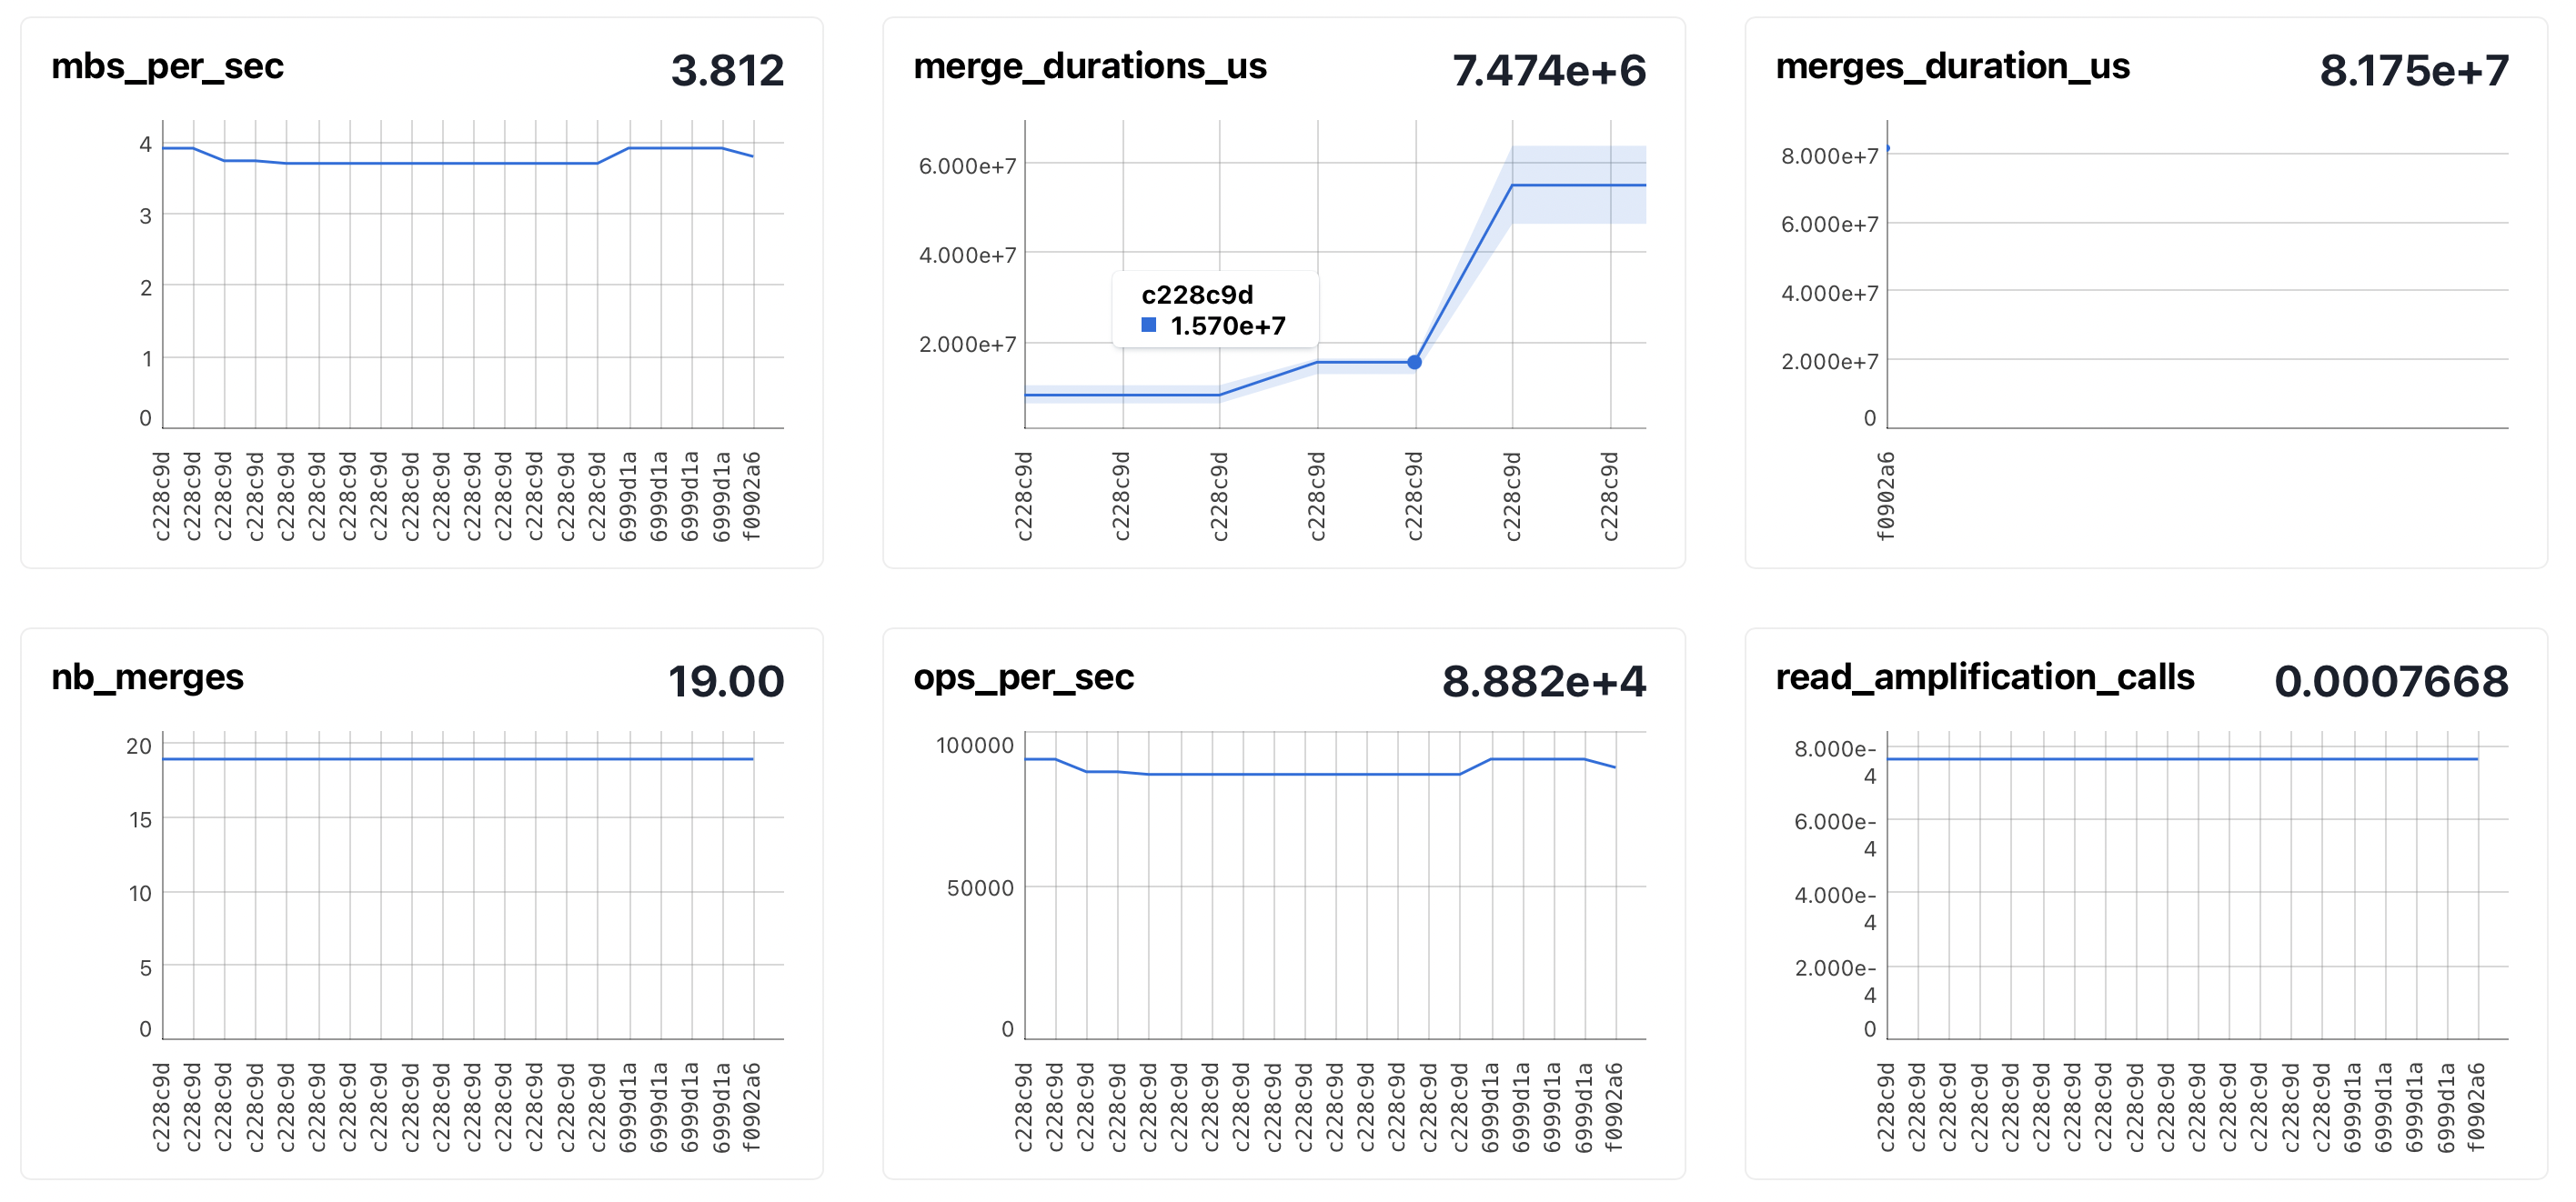 mbs_per_sec 3.812
4
3
2
1
0
c228c9d c228c9d c228c9d c228c9d c228c9d c228c9d c228c9d c228c9d c228c9d c228c9d c228c9d c228c9d c228c9d c228c9d c228c9d 6999d1a 6999d1a 6999d1a 6999d1a f0902a6
merge_durations_us 7.474e+6
6.000e+7
4.000e+7
2.000e+7
c228c9d
1.570e+7
c228c9d c228c9d c228c9d c228c9d c228c9d c228c9d c228c9d
merges_duration_us 8.175e+7
8.000e+7
6.000e+7
4.000e+7
2.000e+7
0
f0902a6
nb_merges 19.00
20
15
10
5
0
c228c9d c228c9d c228c9d c228c9d c228c9d c228c9d c228c9d c228c9d c228c9d c228c9d c228c9d c228c9d c228c9d c228c9d c228c9d 6999d1a 6999d1a 6999d1a 6999d1a f0902a6
ops_per_sec 8.882e+4
100000
50000
0
c228c9d c228c9d c228c9d c228c9d c228c9d c228c9d c228c9d c228c9d c228c9d c228c9d c228c9d c228c9d c228c9d c228c9d c228c9d 6999d1a 6999d1a 6999d1a 6999d1a f0902a6
read_amplification_calls 0.0007668
8.000e-
4
6.000e-
4
4.000e-
4
2.000e-
4
0
c228c9d c228c9d c228c9d c228c9d c228c9d c228c9d c228c9d c228c9d c228c9d c228c9d c228c9d c228c9d c228c9d c228c9d c228c9d 6999d1a 6999d1a 6999d1a 6999d1a f0902a6